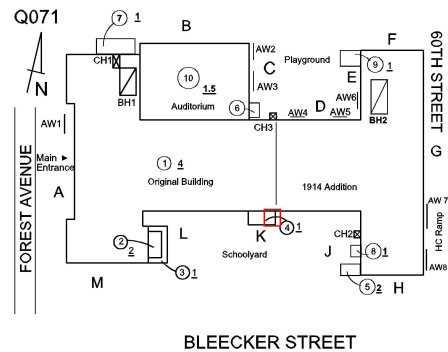 Q071
N
7 1
B
F
60TH STREET
CH1
BH1
AW2
C
AW3
Playground
E
9 1
10 1.5
Auditorium
6
CH3
D
AW4
AW5
AW6
BH2
G
FOREST AVENUE
AW1
Main
Entrance
A
1 4
Original Building
1914 Addition
AW 7
HC Ramp
AW8
2
2
L
3 1
K
4 1
Schoolyard
CH2
J
8 1
5 2
M
H
BLEECKER STREET